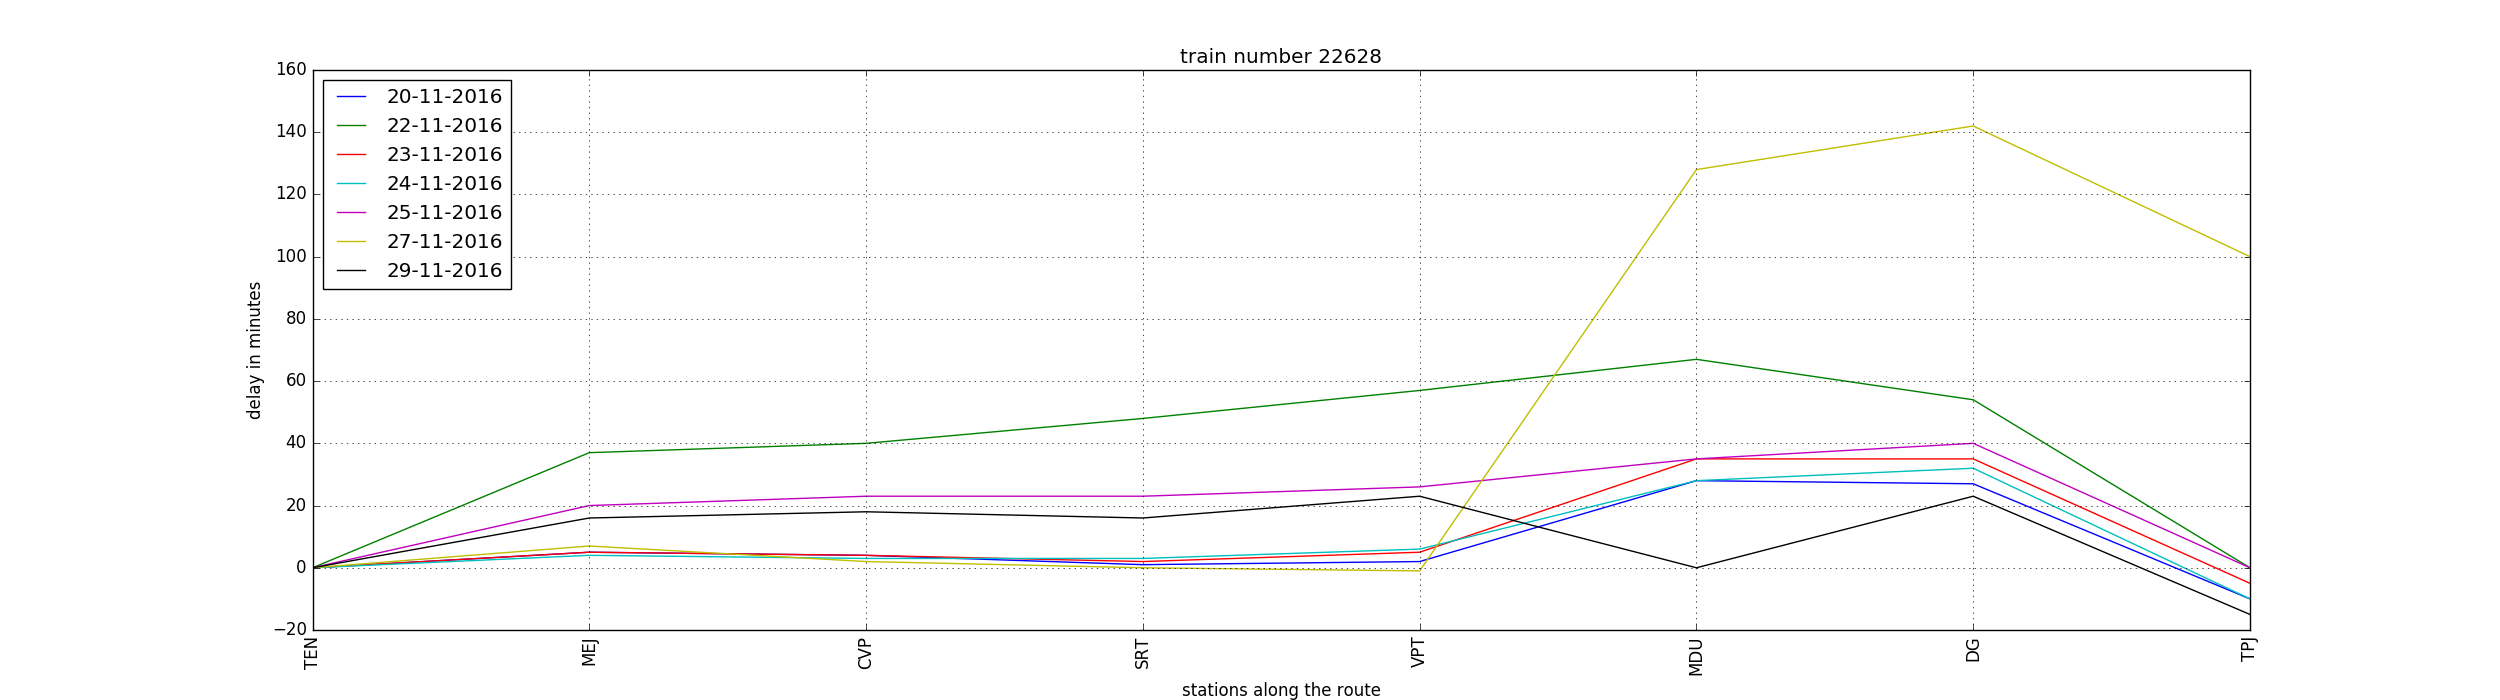 train number 22628
160
140
120
100
80
60
40
20
0
−20
delay in minutes
20-11-2016
22-11-2016
23-11-2016
24-11-2016
25-11-2016
27-11-2016
29-11-2016
TEN
MEJ
CVP
SRT
VPT
MDU
DG
TPJ
stations along the route